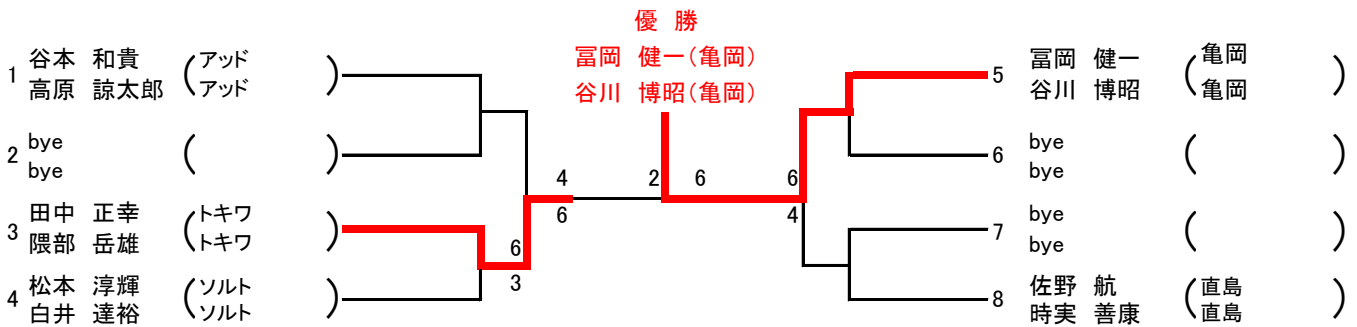 優 勝
冨岡 健一(亀岡)
谷川 博昭(亀岡)
1 谷本 和貴 (アッド
高原 諒太郎 アッド)
2 bye ( )
bye
3 田中 正幸 (トキワ
隈部 岳雄 トキワ)
4 松本 淳輝 (ソルト
白井 達裕 ソルト)
4
6
6
3
2 6
6
4
5 冨岡 健一 (亀岡
谷川 博昭 亀岡)
6 bye ( )
bye
7 bye ( )
bye
8 佐野 航 (直島
時実 善康 直島)